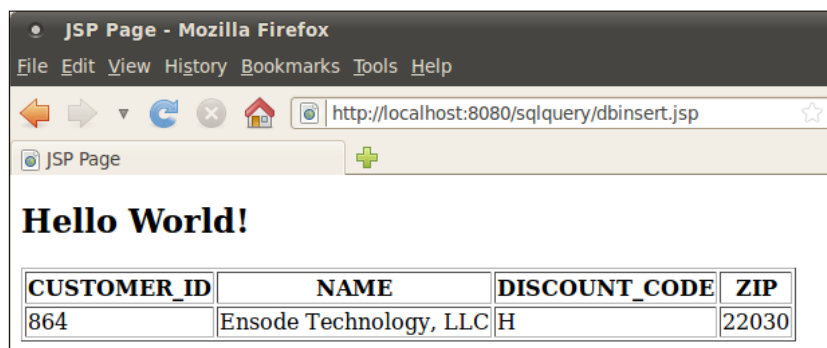 JSP Page - Mozilla Firefox
File Edit View History Bookmarks Tools Help
http://localhost:8080/sqlquery/dbinsert.jsp
JSP Page
Hello World!
CUSTOMER_ID NAME DISCOUNT_CODE ZIP
864 Ensode Technology, LLC H 22030